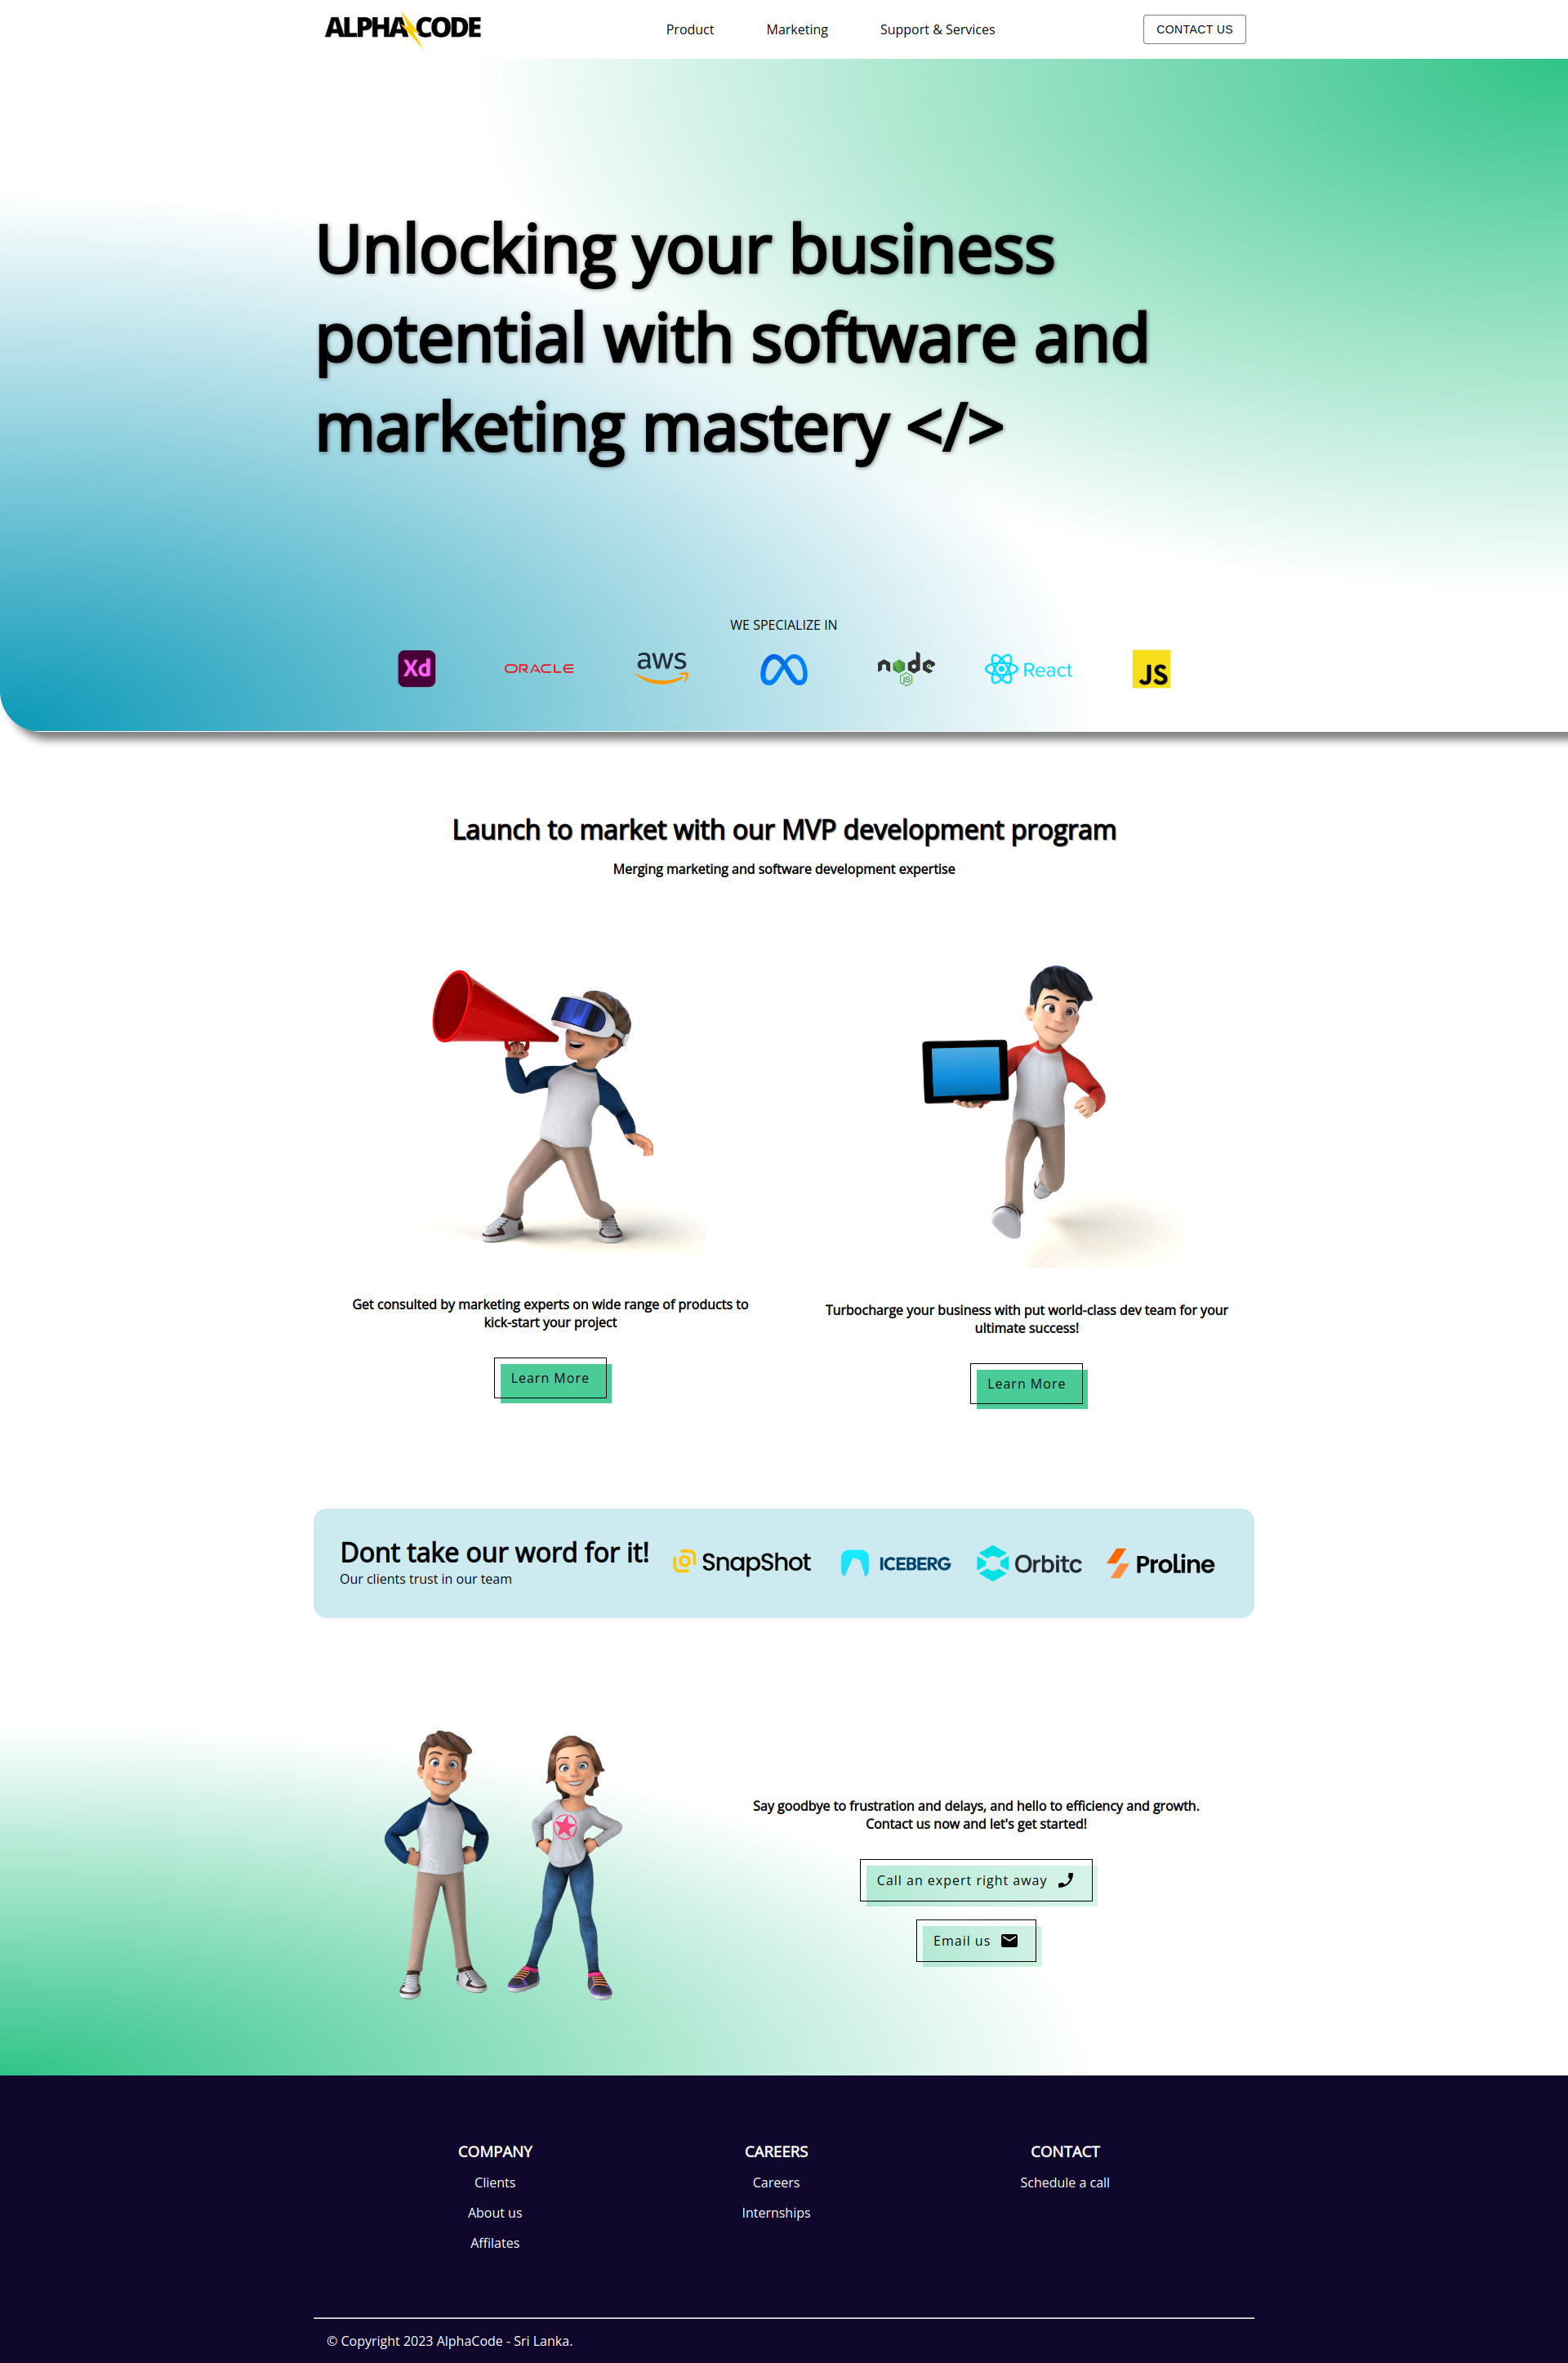 ALPHA CODE
Product
Marketing
Support & Services
CONTACT US
Unlocking your business
potential with software and
marketing mastery </>
WE SPECIALIZE IN
Xd
ORACLE
aws
node
JS
React
JS
Launch to market with our MVP development program
Merging marketing and software development expertise
Get consulted by marketing experts on wide range of products to
kick-start your project
Learn More
Turbocharge your business with put world-class dev team for your
ultimate success!
Learn More
Dont take our word for it!
Our clients trust in our team
SnapShot
ICEBERG
Orbitc
ProLine
Say goodbye to frustration and delays, and hello to efficiency and growth.
Contact us now and let's get started!
Call an expert right away
Email us
COMPANY
Clients
About us
Affilates
CAREERS
Careers
Internships
CONTACT
Schedule a call
© Copyright 2023 AlphaCode - Sri Lanka.